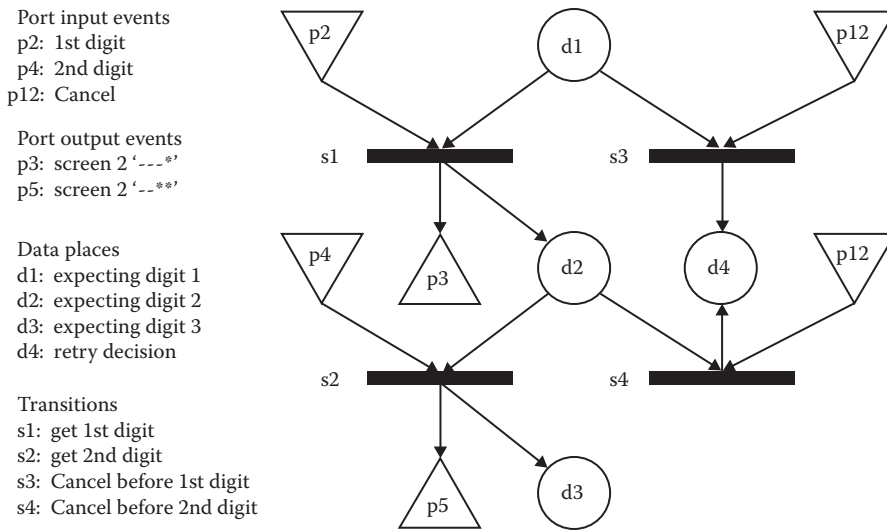 Port input events
p2: 1st digit
p4: 2nd digit
p12: Cancel
Port output events
p3: screen 2 ‘---*’
p5: screen 2 ‘--**’
Data places
d1: expecting digit 1
d2: expecting digit 2
d3: expecting digit 3
d4: retry decision
Transitions
s1: get 1st digit
s2: get 2nd digit
s3: Cancel before 1st digit
s4: Cancel before 2nd digit
p2
d1
p12
s1
s3
p4
p3
d2
d4
p12
s2
s4
p5
d3